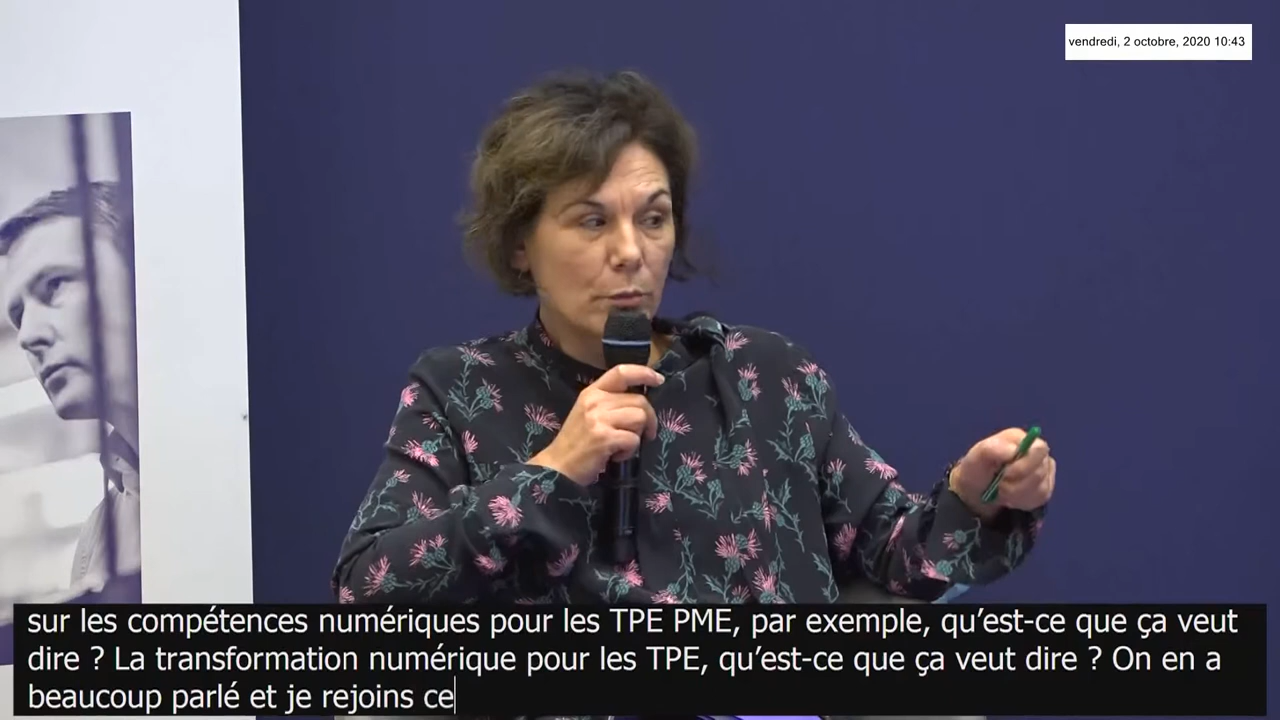 vendredi, 2 octobre, 2020 10:43
sur les compétences numériques pour les TPE PME, par exemple, qu’est-ce que ça veut
dire ? La transformation numérique pour les TPE, qu’est-ce que ça veut dire ? On en a
beaucoup parlé et je rejoins ce